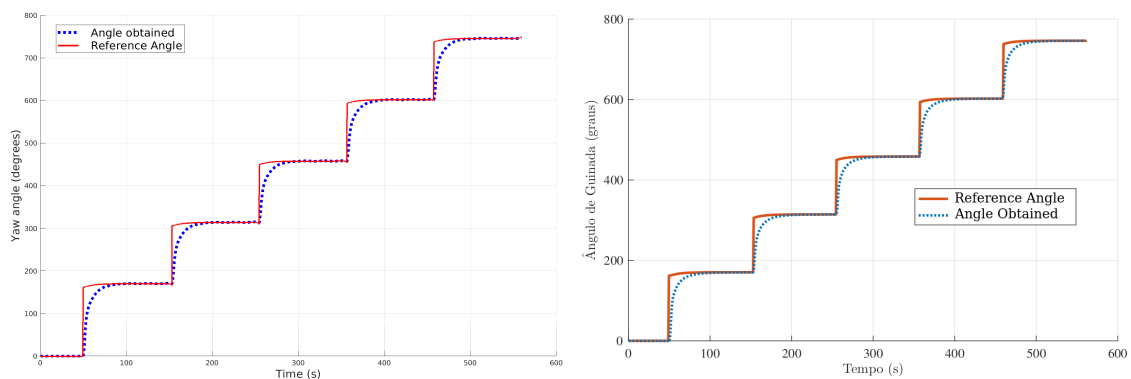 800
700
600
500
400
300
200
100
0
0 100 200 300 400 500 600
Yaw angle (degrees)
Time (s)
Angle obtained
Reference Angle
800
600
400
200
0
0 100 200 300 400 500 600
Ângulo de Guinada (graus)
Tempo (s)
Reference Angle
Angle Obtained